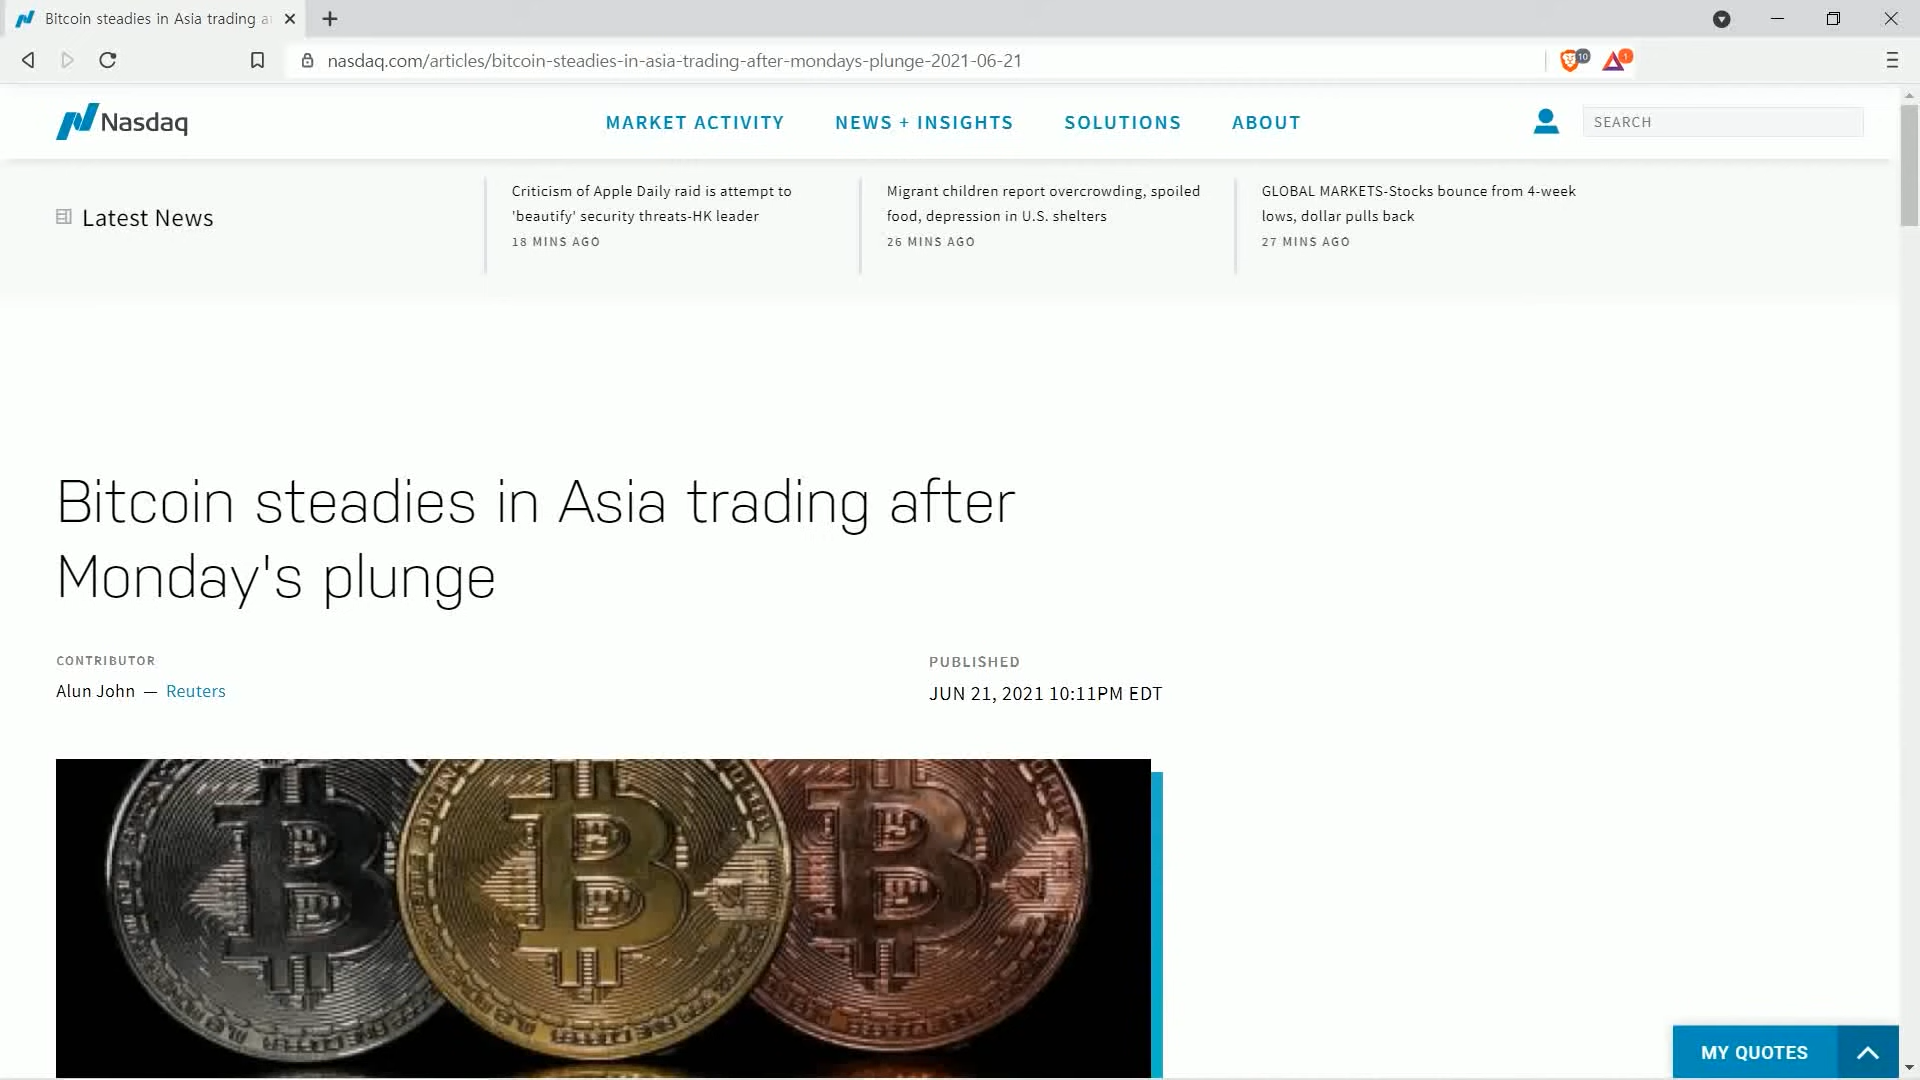 Bitcoin steadies in Asia trading a
nasdaq.com/articles/bitcoin-steadies-in-asia-trading-after-mondays-plunge-2021-06-21
10
1
Nasdaq
MARKET ACTIVITY
NEWS + INSIGHTS
SOLUTIONS
ABOUT
SEARCH
Latest News
Criticism of Apple Daily raid is attempt to
'beautify' security threats-HK leader
18 MINS AGO
Migrant children report overcrowding, spoiled
food, depression in U.S. shelters
26 MINS AGO
GLOBAL MARKETS-Stocks bounce from 4-week
lows, dollar pulls back
27 MINS AGO
Bitcoin steadies in Asia trading after
Monday's plunge
CONTRIBUTOR
Alun John — Reuters
PUBLISHED
JUN 21, 2021 10:11PM EDT
MY QUOTES